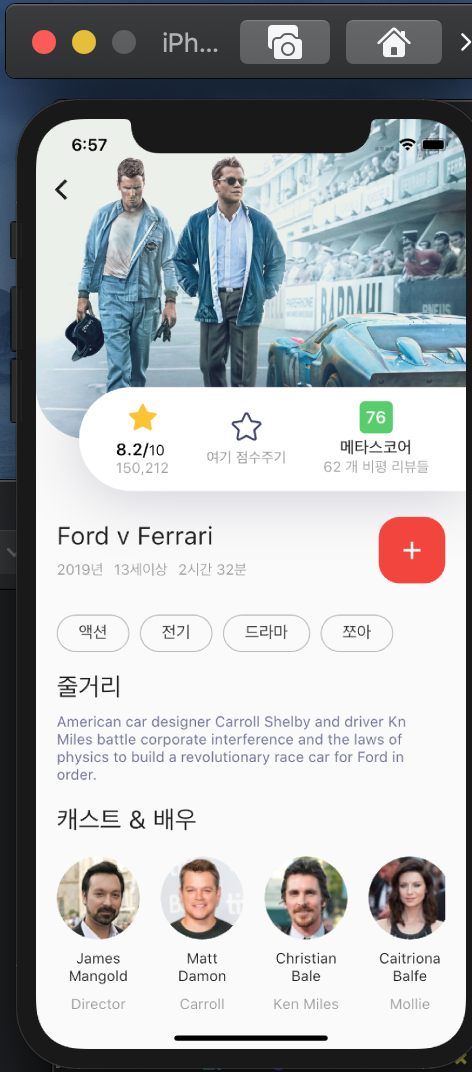 iPh...
6:57
BARDAHL
8.2/10
150,212
여기 점수주기
76
메타스코어
62 개 비평 리뷰들
Ford v Ferrari
2019년 13세이상 2시간 32분
+
액션 전기 드라마 쪼아
줄거리
American car designer Carroll Shelby and driver Kn
Miles battle corporate interference and the laws of
physics to build a revolutionary race car for Ford in
order.
캐스트 & 배우
James Mangold
Director
Matt Damon
Carroll
Christian Bale
Ken Miles
Caitriona Balfe
Mollie